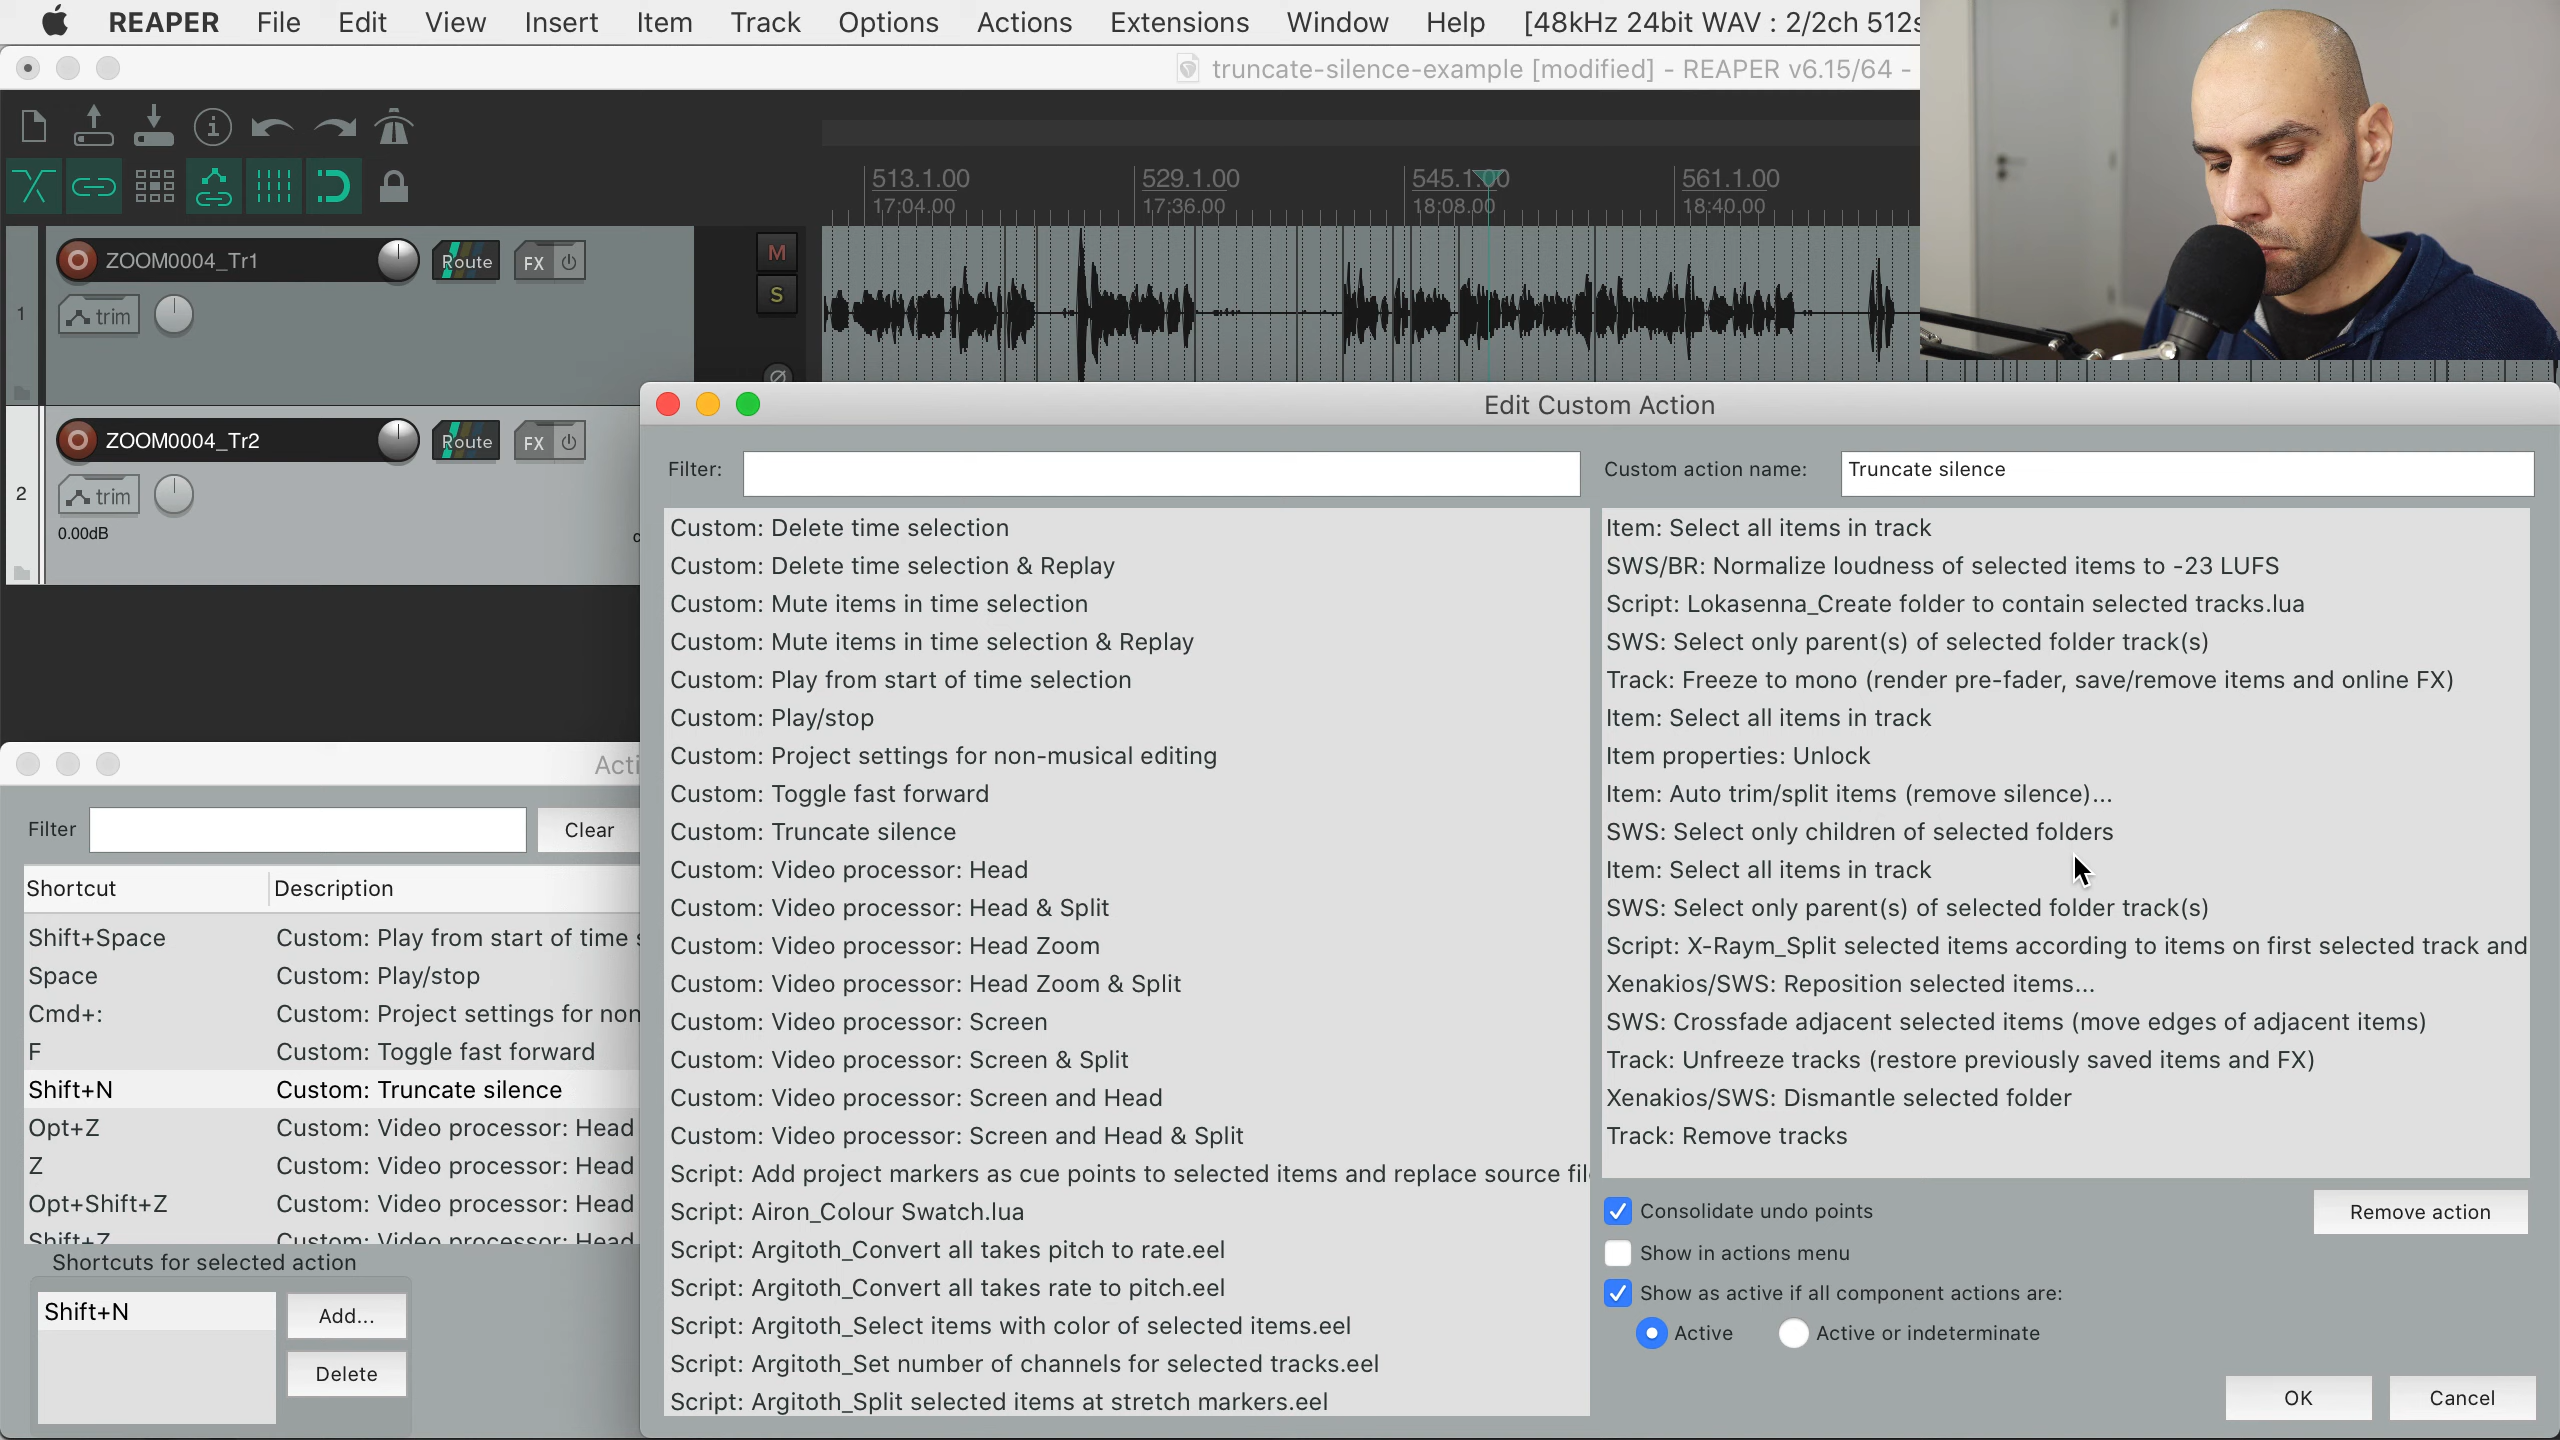 REAPER File Edit View Insert Item Track Options Actions Extensions Window Help [48kHz 24bit WAV : 2/2ch 512s
truncate-silence-example [modified] - REAPER v6.15/64 -
513.1.00 529.1.00 545.1.00 561.1.00
17:04.00 17:36.00 18:08.00 18:40.00
1
ZOOM0004_Tr1 Route FX
M
S
trim
2
ZOOM0004_Tr2 Route FX
trim
0.00dB
Edit Custom Action
Filter:
Custom action name: Truncate silence
Custom: Delete time selection
Custom: Delete time selection & Replay
Custom: Mute items in time selection
Custom: Mute items in time selection & Replay
Custom: Play from start of time selection
Custom: Play/stop
Custom: Project settings for non-musical editing
Custom: Toggle fast forward
Custom: Truncate silence
Custom: Video processor: Head
Custom: Video processor: Head & Split
Custom: Video processor: Head Zoom
Custom: Video processor: Head Zoom & Split
Custom: Video processor: Screen
Custom: Video processor: Screen & Split
Custom: Video processor: Screen and Head
Custom: Video processor: Screen and Head & Split
Script: Add project markers as cue points to selected items and replace source fil
Script: Airon_Colour Swatch.lua
Script: Argitoth_Convert all takes pitch to rate.eel
Script: Argitoth_Convert all takes rate to pitch.eel
Script: Argitoth_Select items with color of selected items.eel
Script: Argitoth_Set number of channels for selected tracks.eel
Script: Argitoth_Split selected items at stretch markers.eel
Item: Select all items in track
SWS/BR: Normalize loudness of selected items to -23 LUFS
Script: Lokasenna_Create folder to contain selected tracks.lua
SWS: Select only parent(s) of selected folder track(s)
Track: Freeze to mono (render pre-fader, save/remove items and online FX)
Item: Select all items in track
Item properties: Unlock
Item: Auto trim/split items (remove silence)...
SWS: Select only children of selected folders
Item: Select all items in track
SWS: Select only parent(s) of selected folder track(s)
Script: X-Raym_Split selected items according to items on first selected track and
Xenakios/SWS: Reposition selected items...
SWS: Crossfade adjacent selected items (move edges of adjacent items)
Track: Unfreeze tracks (restore previously saved items and FX)
Xenakios/SWS: Dismantle selected folder
Track: Remove tracks
Consolidate undo points
Remove action
Show in actions menu
Show as active if all component actions are:
Active Active or indeterminate
OK Cancel
Acti
Filter Clear
Shortcut Description
Shift+Space Custom: Play from start of time s
Space Custom: Play/stop
Cmd+: Custom: Project settings for non
F Custom: Toggle fast forward
Shift+N Custom: Truncate silence
Opt+Z Custom: Video processor: Head
Z Custom: Video processor: Head
Opt+Shift+Z Custom: Video processor: Head
Shift+Z Custom: Video processor: Head
Shortcuts for selected action
Shift+N
Add...
Delete